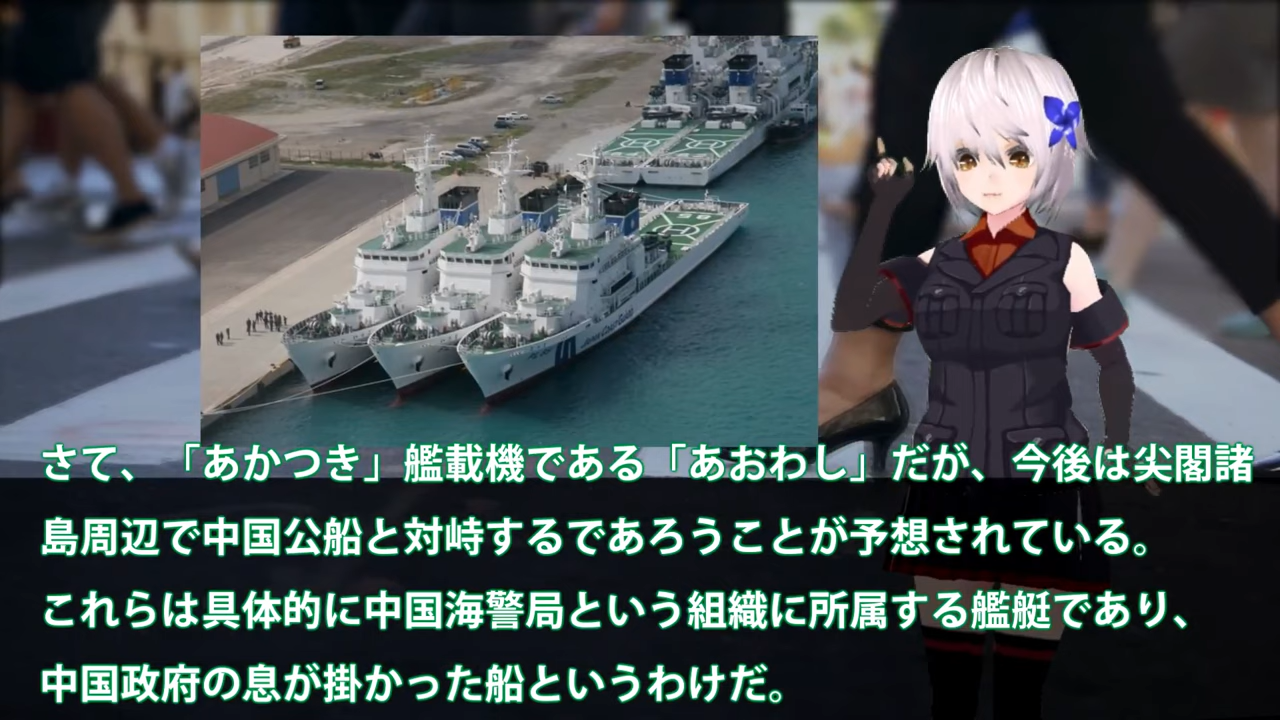 さて、「あかつき」艦載機である「あおわし」だが、今後は尖閣諸
島周辺で中国公船と対峙するであろうことが予想されている。
これらは具体的に中国海警局という組織に所属する艦艇であり、
中国政府の息が掛かった船というわけだ。